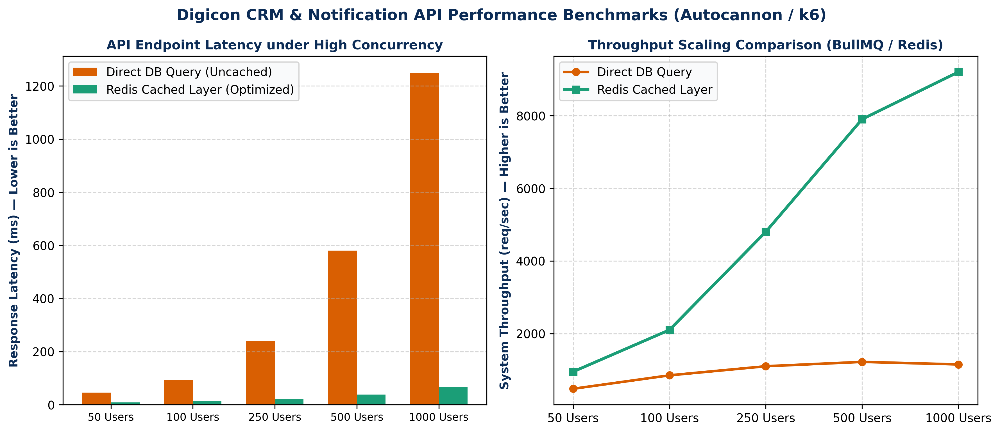 Digicon CRM & Notification API Performance Benchmarks (Autocannon / k6)
API Endpoint Latency under High Concurrency
Response Latency (ms) — Lower is Better
Direct DB Query (Uncached)
Redis Cached Layer (Optimized)
1200
1000
800
600
400
200
0
50 Users
100 Users
250 Users
500 Users
1000 Users
Throughput Scaling Comparison (BullMQ / Redis)
System Throughput (req/sec) — Higher is Better
Direct DB Query
Redis Cached Layer
8000
6000
4000
2000
50 Users
100 Users
250 Users
500 Users
1000 Users